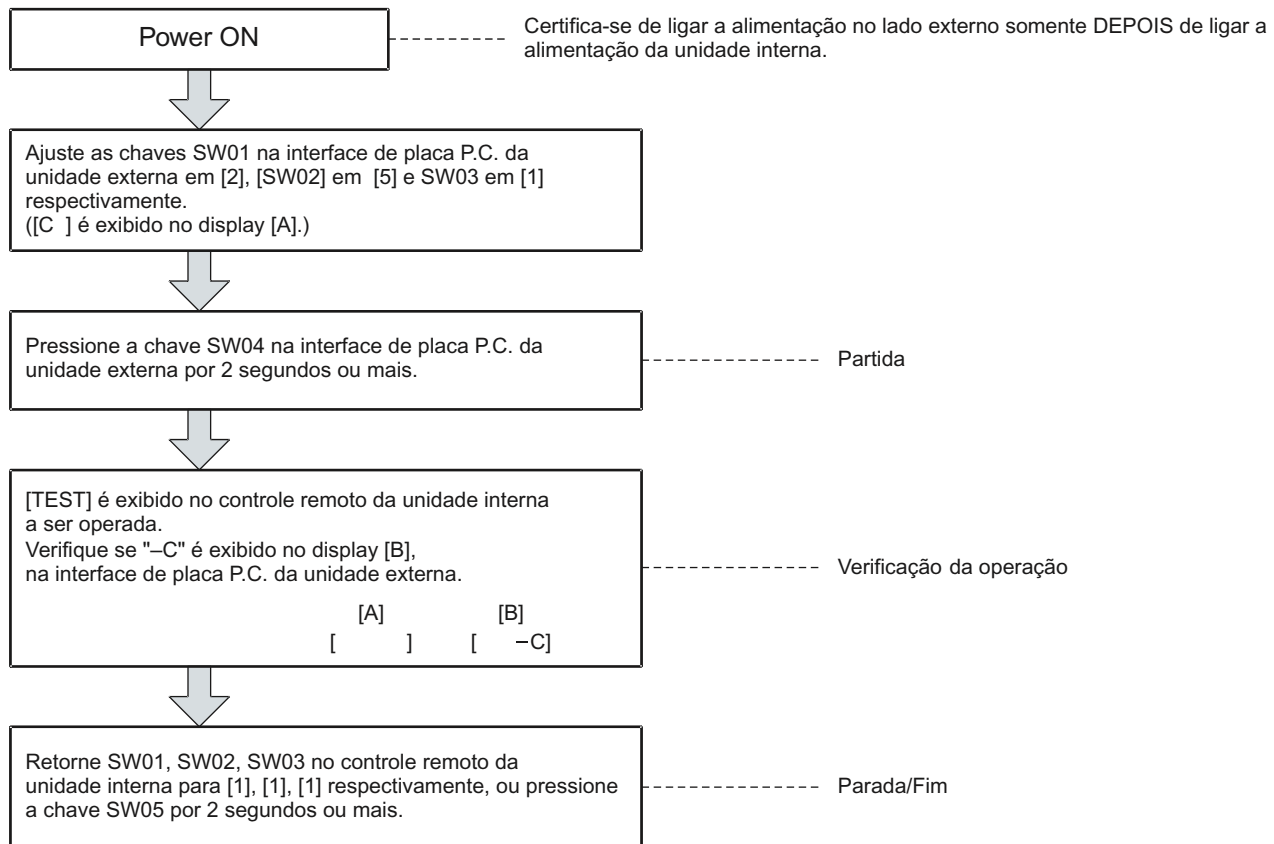 Power ON
Certifica-se de ligar a alimentação no lado externo somente DEPOIS de ligar a
alimentação da unidade interna.
Ajuste as chaves SW01 na interface de placa P.C. da
unidade externa em [2], [SW02] em [5] e SW03 em [1]
respectivamente.
([C ] é exibido no display [A].)
Pressione a chave SW04 na interface de placa P.C. da
unidade externa por 2 segundos ou mais.
Partida
[TEST] é exibido no controle remoto da unidade interna
a ser operada.
Verifique se "–C" é exibido no display [B],
na interface de placa P.C. da unidade externa.
[A] [B]
[ ] [ –C]
Verificação da operação
Retorne SW01, SW02, SW03 no controle remoto da
unidade interna para [1], [1], [1] respectivamente, ou pressione
a chave SW05 por 2 segundos ou mais.
Parada/Fim